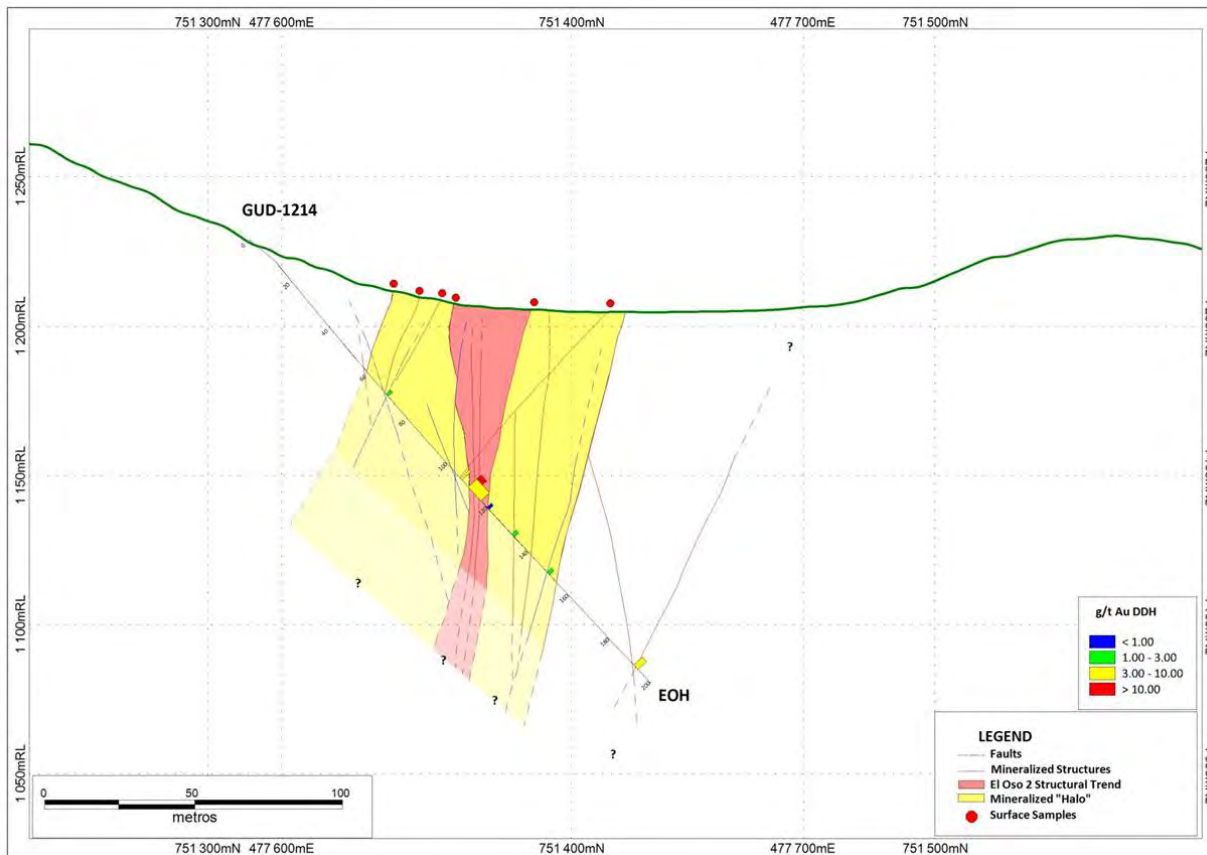 751 300mN 477 600mE 751 400mN 477 700mE 751 500mN
1 250mRL
GUD-1214
0
20
1 200mRL
40
?
60
80
100
1 150mRL
120
140
?
160
1 100mRL
180
g/t Au DDH
< 1.00
1.00 - 3.00
3.00 - 10.00
> 10.00
?
200
EOH
?
?
LEGEND
Faults
Mineralized Structures
El Oso 2 Structural Trend
Mineralized "Halo"
Surface Samples
1 050mRL
0 50 100
metros
751 300mN 477 600mE 751 400mN 477 700mE 751 500mN